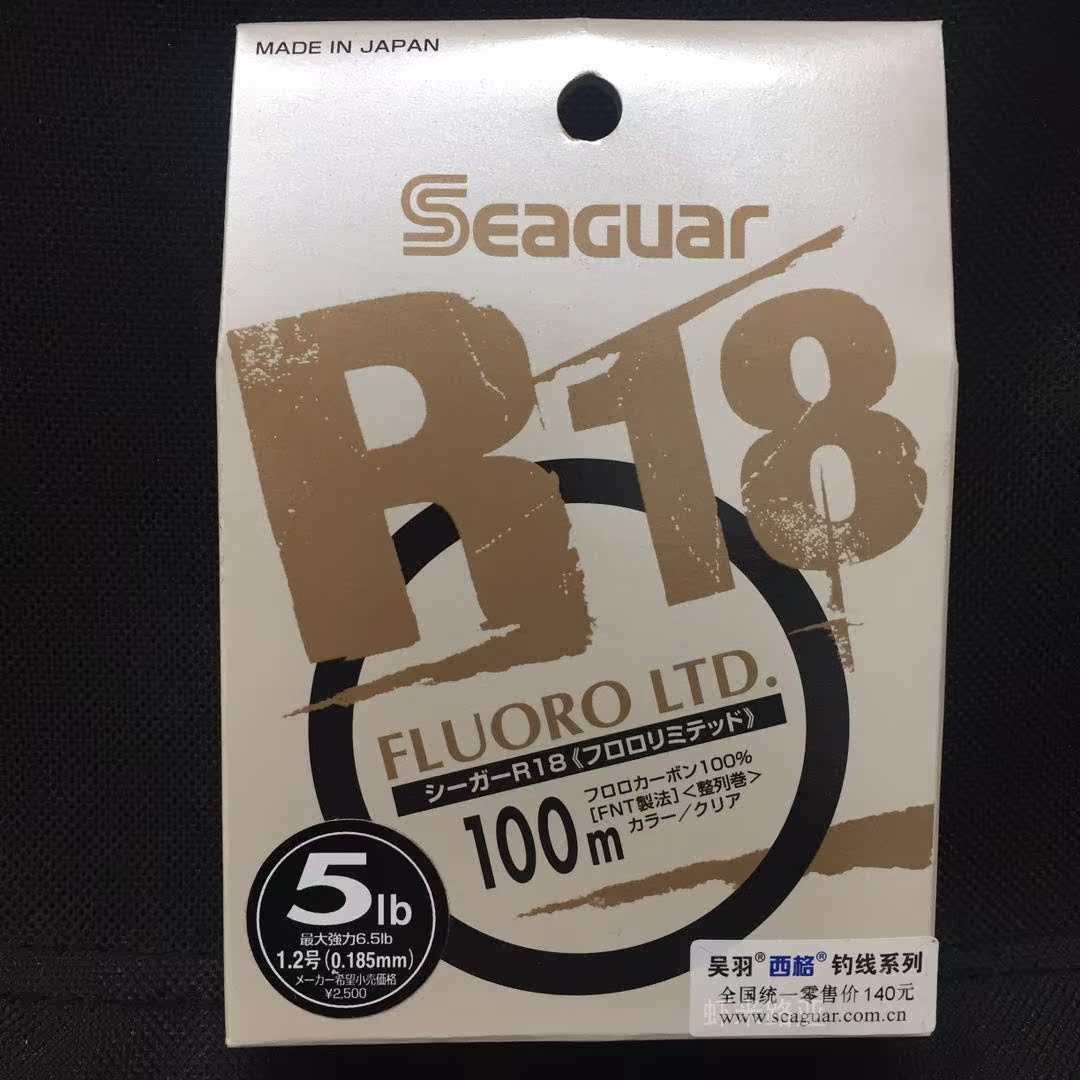 MADE IN JAPAN
SEAGUAR
R18
FLUORO LTD.
シーガーR18《フロロリミテッド》
100m
フロロカーボン100%
[FNT製法]<整列巻>
カラー/クリア
5lb
最大強力6.5lb
1.2号(0.185mm)
メーカー希望小売価格
¥2,500
吴羽® 西格® 钓线系列
全国统一零售价140元
www.seaguar.com.cn